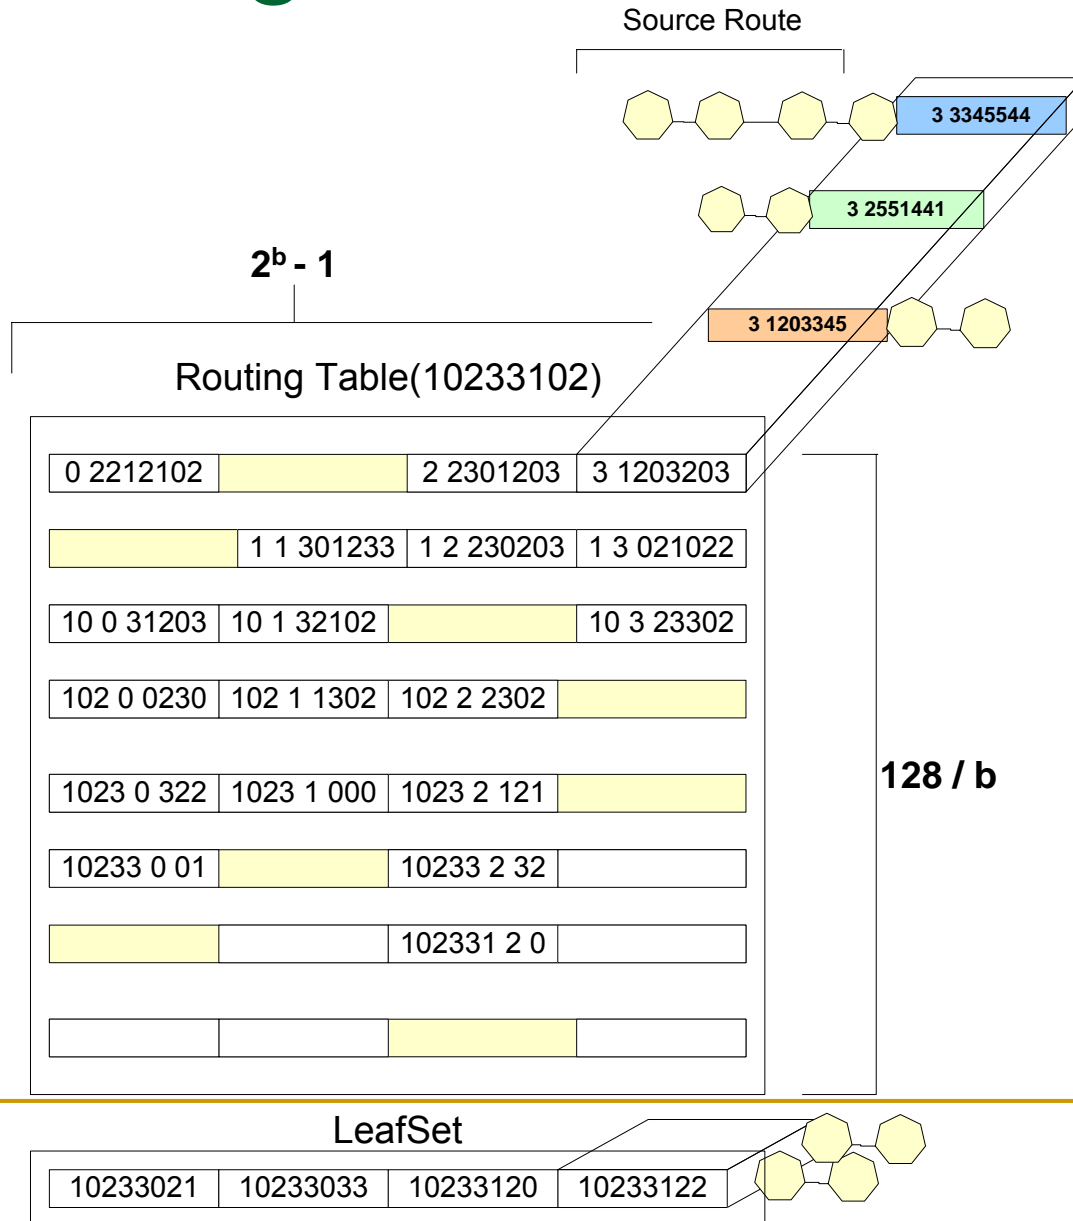 Source Route
3 3345544
3 2551441
2ᵇ - 1
3 1203345
Routing Table(10233102)
0 2212102 2 2301203 3 1203203
1 1 301233 1 2 230203 1 3 021022
10 0 31203 10 1 32102 10 3 23302
102 0 0230 102 1 1302 102 2 2302
128 / b
1023 0 322 1023 1 000 1023 2 121
10233 0 01 10233 2 32
102331 2 0
LeafSet
10233021 10233033 10233120 10233122